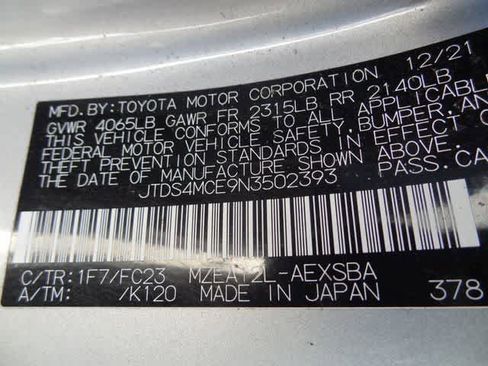 MFD. BY: TOYOTA MOTOR CORPORATION 12/21
GVWR 4065LB GAWR FR 2315LB RR 2140LB
THIS VEHICLE CONFORMS TO ALL APPLICABLE
FEDERAL MOTOR VEHICLE SAFETY, BUMPER, AN
THEFT PREVENTION STANDARDS IN EFFECT ON
THE DATE OF MANUFACTURE SHOWN ABOVE.
JTDS4MCE9N3502393 PASS. CA
C/TR: 1F7/FC23 MZEA12L-AEXSBA
A/TM: /K120 MADE IN JAPAN 378